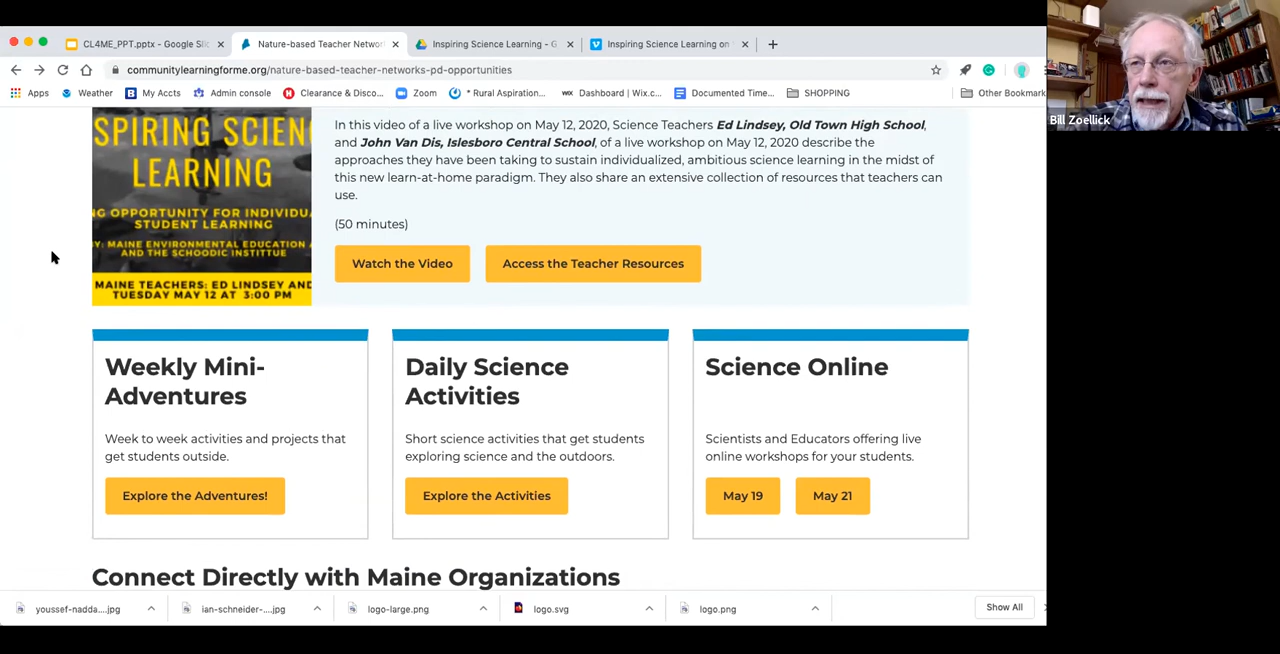 CL4ME_PPT.pptx - Google Slic
Nature-based Teacher Networ
Inspiring Science Learning - G
Inspiring Science Learning on
communitylearningforme.org/nature-based-teacher-networks-pd-opportunities
Apps
Weather
My Accts
Admin console
Clearance & Disco...
Zoom
* Rural Aspiration...
Dashboard | Wix.c...
Documented Time...
SHOPPING
Other Bookmark
Bill Zoellick
SPIRING SCIEN
LEARNING
NG OPPORTUNITY FOR INDIVIDUA
STUDENT LEARNING
BY: MAINE ENVIRONMENTAL EDUCATION A
AND THE SCHOODIC INSTITTUE
MAINE TEACHERS: ED LINDSEY AND
TUESDAY MAY 12 AT 3:00 PM
In this video of a live workshop on May 12, 2020, Science Teachers Ed Lindsey, Old Town High School,
and John Van Dis, Islesboro Central School, of a live workshop on May 12, 2020 describe the
approaches they have been taking to sustain individualized, ambitious science learning in the midst of
this new learn-at-home paradigm. They also share an extensive collection of resources that teachers can
use.
(50 minutes)
Watch the Video
Access the Teacher Resources
Weekly Mini-
Adventures
Week to week activities and projects that
get students outside.
Explore the Adventures!
Daily Science
Activities
Short science activities that get students
exploring science and the outdoors.
Explore the Activities
Science Online
Scientists and Educators offering live
online workshops for your students.
May 19
May 21
Connect Directly with Maine Organizations
youssef-nadda....jpg
ian-schneider-....jpg
logo-large.png
logo.svg
logo.png
Show All